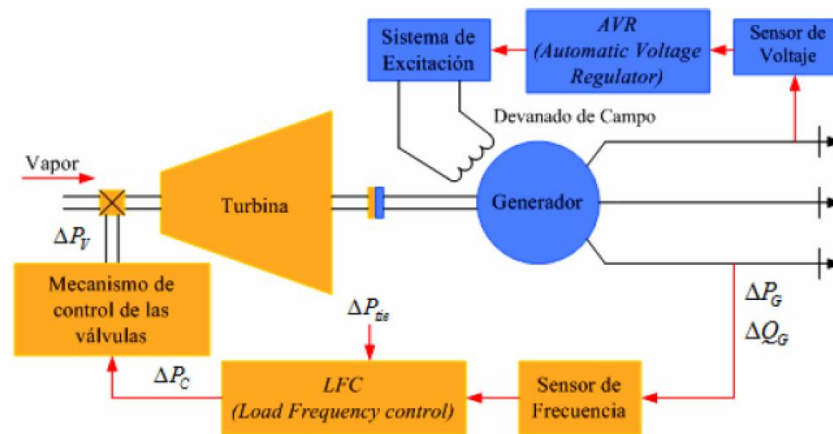 Sistema de
Excitación
AVR
(Automatic Voltage
Regulator)
Sensor de
Voltaje
Devanado de Campo
Vapor
Turbina
Generador
ΔP_V
Mecanismo de
control de las
válvulas
ΔP_tie
ΔP_G
ΔQ_G
ΔP_C
LFC
(Load Frequency control)
Sensor de
Frecuencia